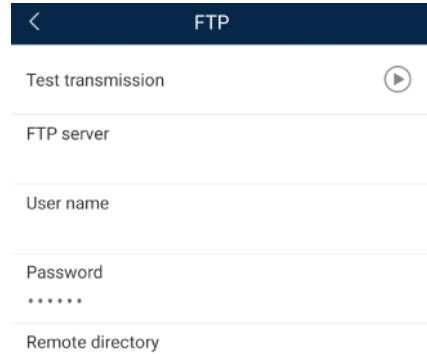 FTP
Test transmission
FTP server
User name
Password
••••••
Remote directory